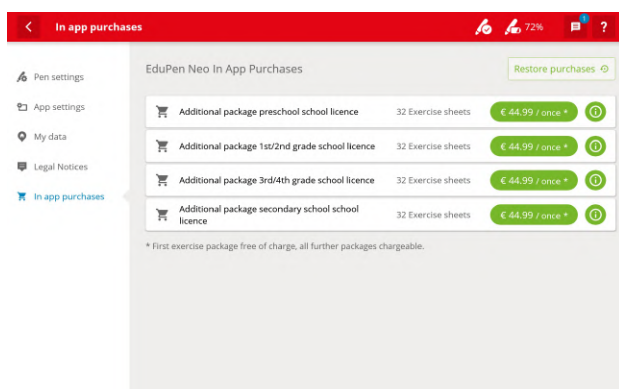 In app purchases
72%
1
?
Pen settings
App settings
My data
Legal Notices
In app purchases
EduPen Neo In App Purchases
Restore purchases
Additional package preschool school licence
32 Exercise sheets
€ 44.99 / once *
Additional package 1st/2nd grade school licence
32 Exercise sheets
€ 44.99 / once *
Additional package 3rd/4th grade school licence
32 Exercise sheets
€ 44.99 / once *
Additional package secondary school school
licence
32 Exercise sheets
€ 44.99 / once *
* First exercise package free of charge, all further packages chargeable.